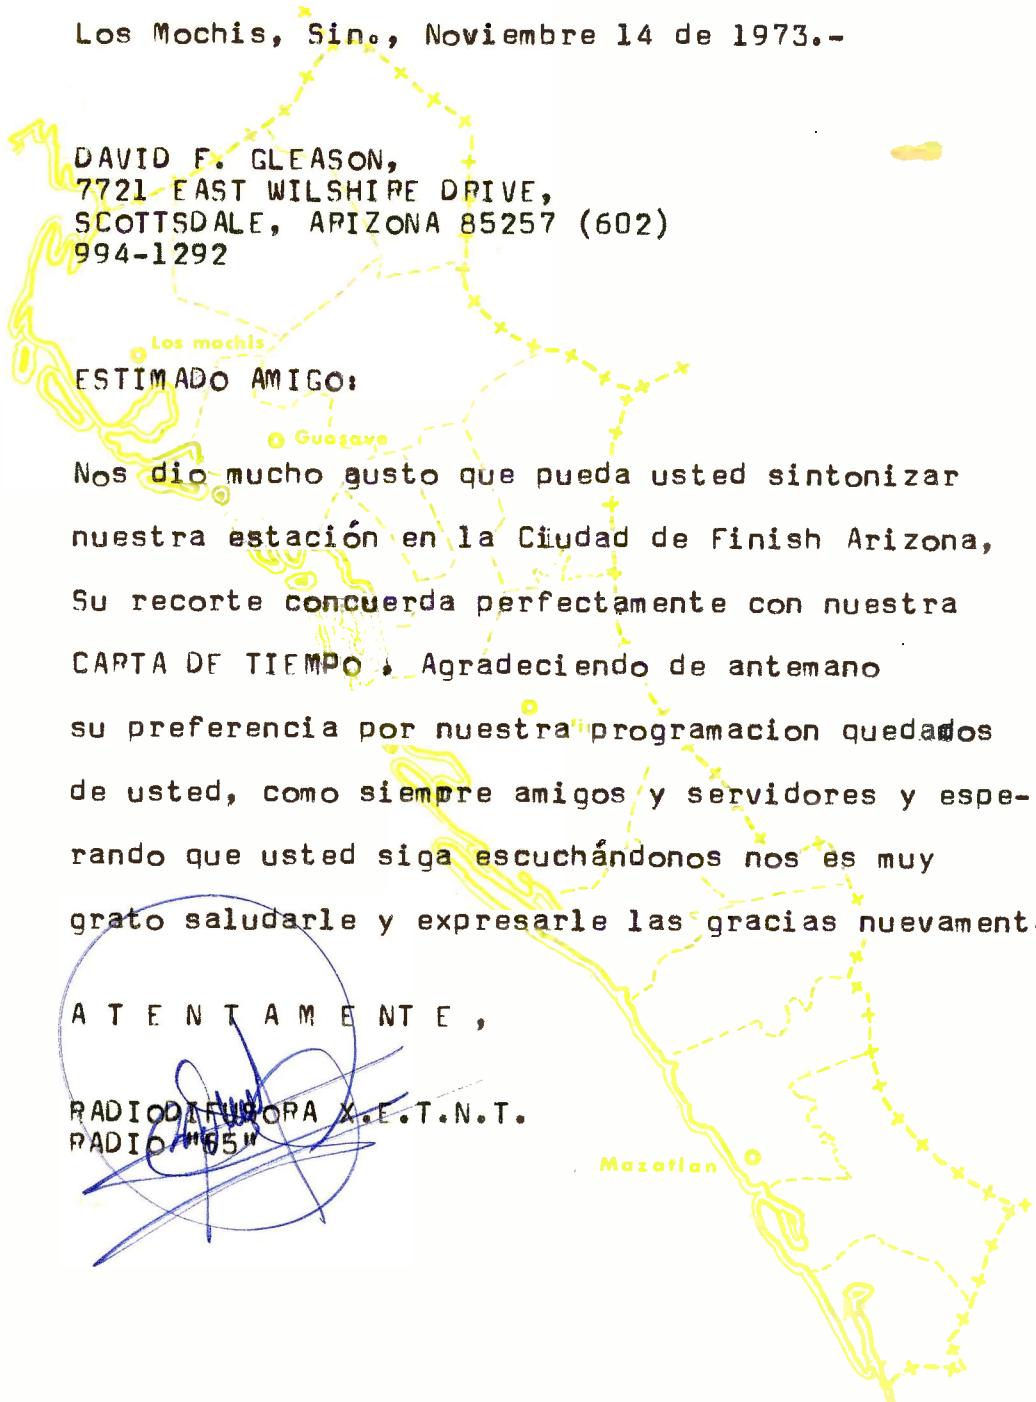 Los Mochis, Sin., Noviembre 14 de 1973.-
DAVID F. GLEASON,
7721 EAST WILSHIRE DRIVE,
SCOTTSDALE, ARIZONA 85257 (602)
994-1292
Los mochis
ESTIMADO AMIGO:
Guasave
Nos dio mucho gusto que pueda usted sintonizar
nuestra estación en la Ciudad de Finish Arizona,
Su recorte concuerda perfectamente con nuestra
CARTA DE TIEMPO . Agradeciendo de antemano
su preferencia por nuestra programacion quedados
de usted, como siempre amigos y servidores y espe-
rando que usted siga escuchándonos nos es muy
grato saludarle y expresarle las gracias nuevament
A T E N T A M E NT E ,
RADIODIFUSORA X.E.T.N.T.
RADIO "65"
Mazatlan